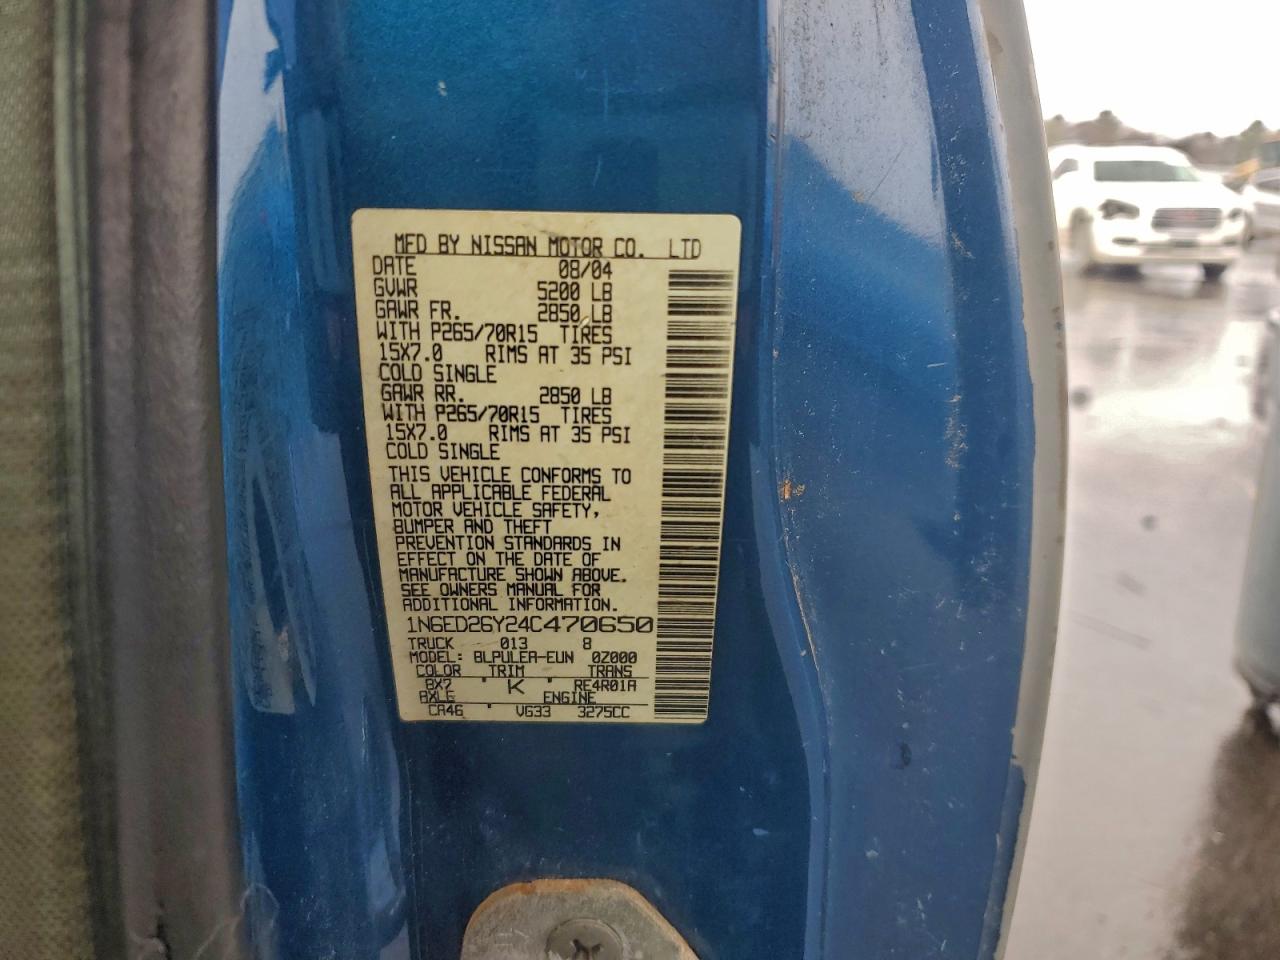 MFD BY NISSAN MOTOR CO. LTD
DATE 08/04
GVWR 5200 LB
GAWR FR. 2850 LB
WITH P265/70R15 TIRES
15X7.0 RIMS AT 35 PSI
COLD SINGLE
GAWR RR. 2850 LB
WITH P265/70R15 TIRES
15X7.0 RIMS AT 35 PSI
COLD SINGLE
THIS VEHICLE CONFORMS TO
ALL APPLICABLE FEDERAL
MOTOR VEHICLE SAFETY,
BUMPER AND THEFT
PREVENTION STANDARDS IN
EFFECT ON THE DATE OF
MANUFACTURE SHOWN ABOVE.
SEE OWNERS MANUAL FOR
ADDITIONAL INFORMATION.
1N6ED26Y24C470650
TRUCK 013 8
MODEL: BLPULEA-EUN 0Z000
COLOR TRIM TRANS
BX7 K RE4R01A
AXLE ENGINE
CA46 VG33 3275CC